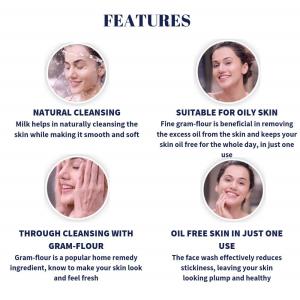 FEATURES
NATURAL CLEANSING
Milk helps in naturally cleansing the
skin while making it smooth and soft
SUITABLE FOR OILY SKIN
Fine gram-flour is beneficial in removing
the excess oil from the skin and keeps your
skin oil free for the whole day, in just one
use
THROUGH CLEANSING WITH
GRAM-FLOUR
Gram-flour is a popular home remedy
ingredient, know to make your skin look
and feel fresh
OIL FREE SKIN IN JUST ONE
USE
The face wash effectively reduces
stickiness, leaving your skin
looking plump and healthy